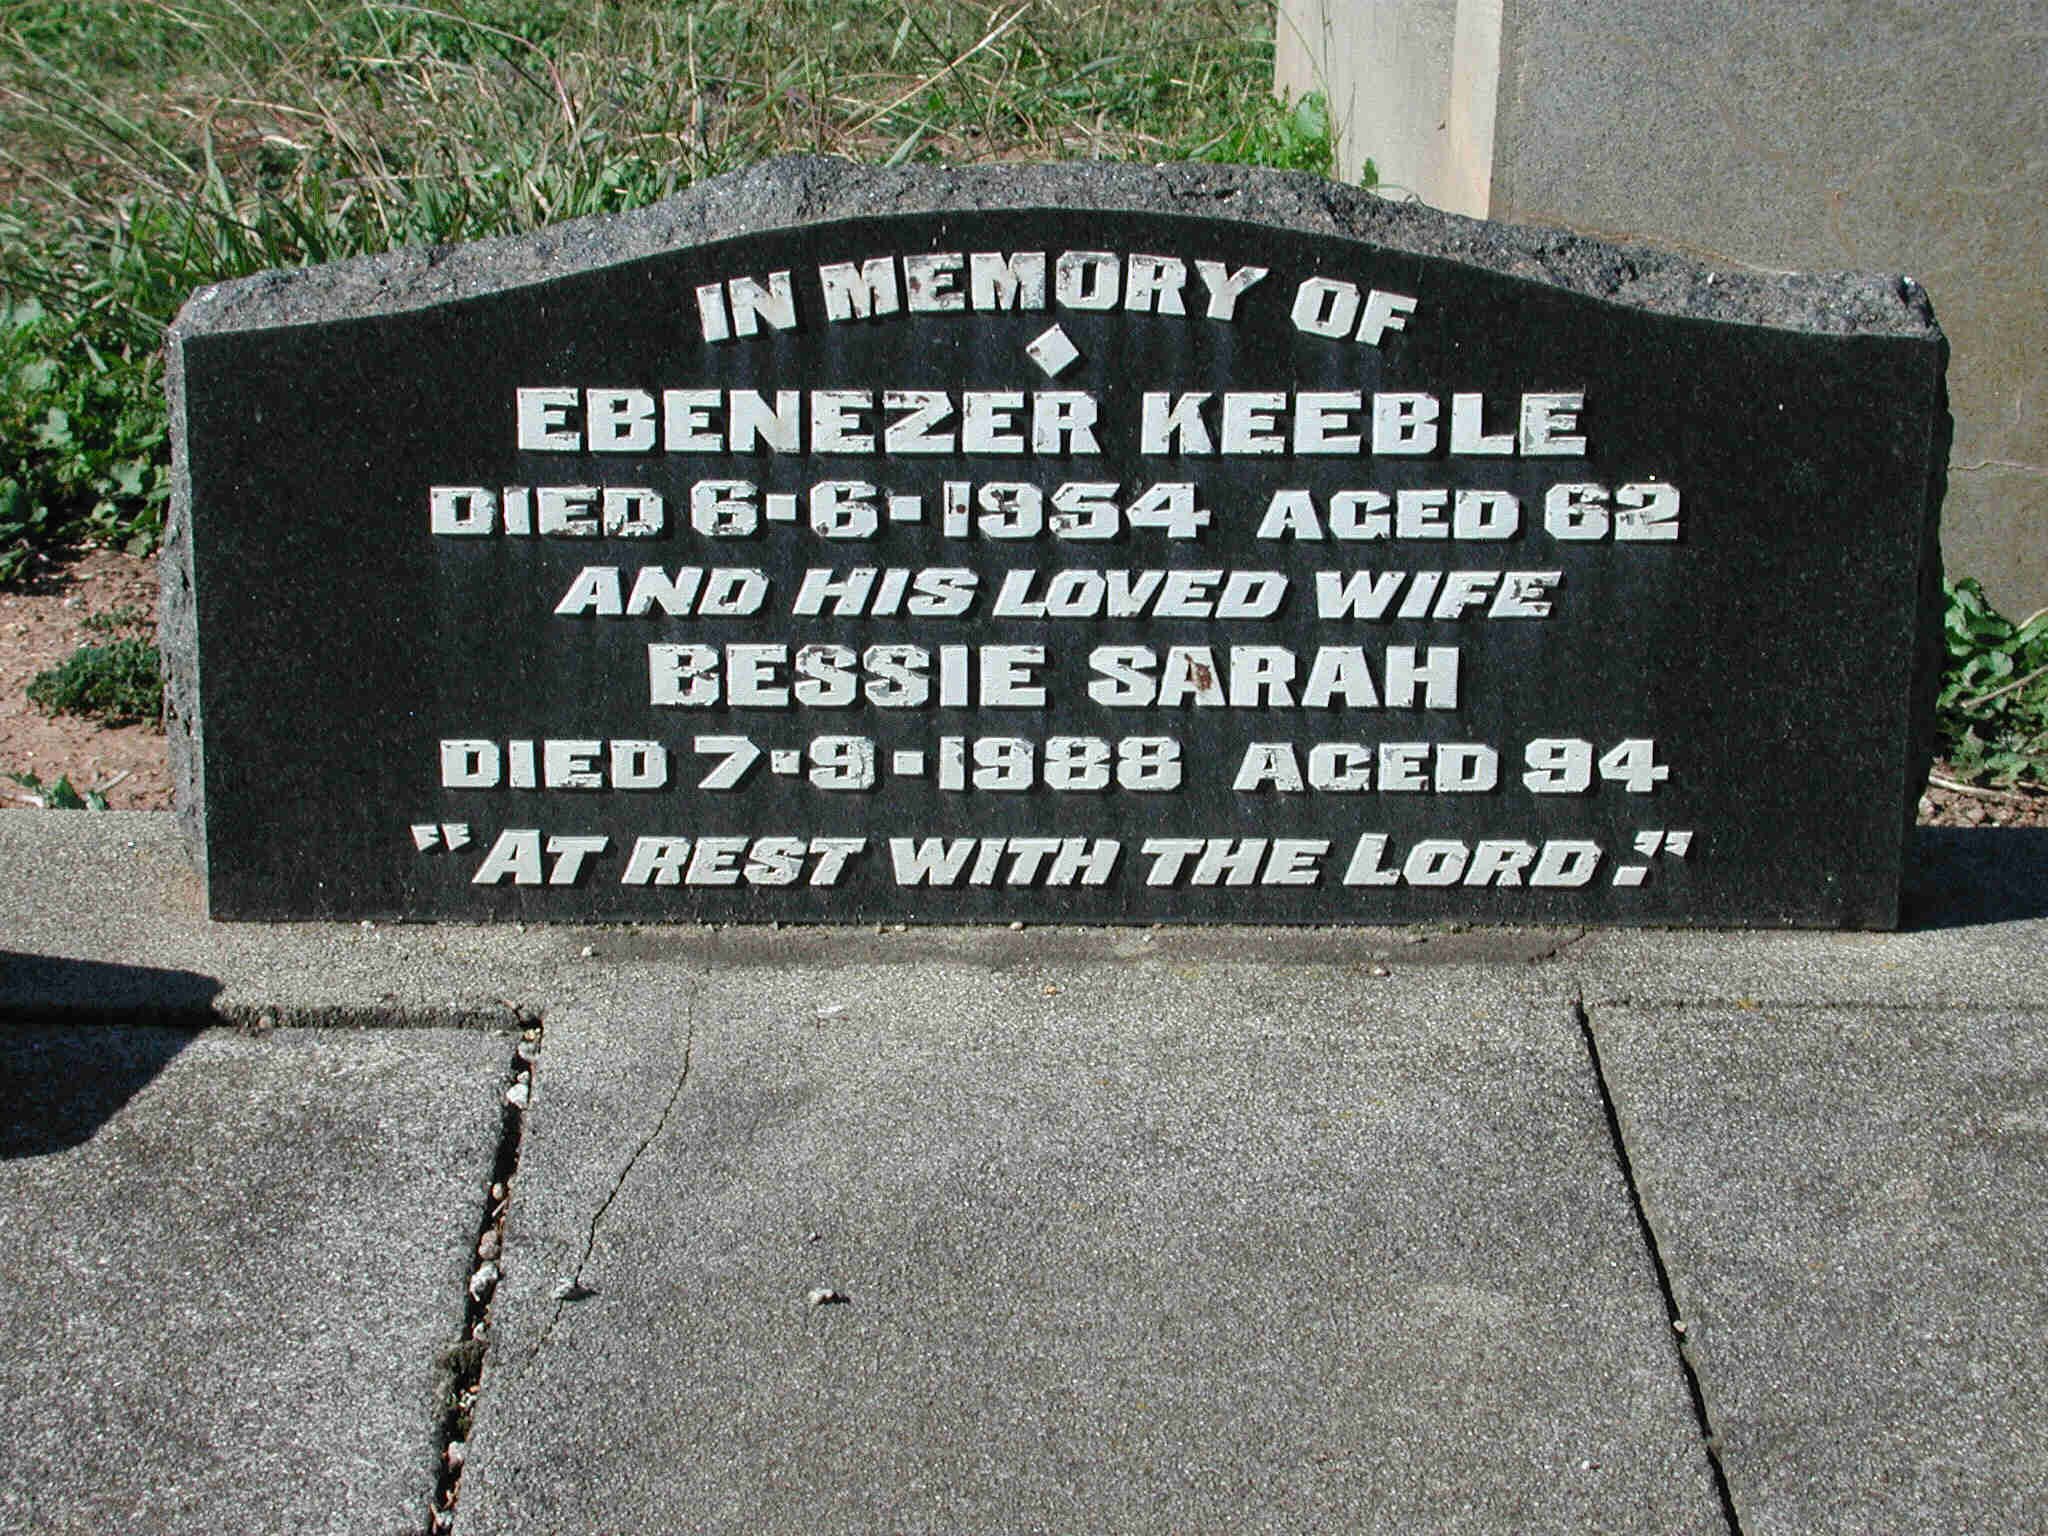 IN MEMORY OF
EBENEZER KEEBLE
DIED 6-6-1954 AGED 62
AND HIS LOVED WIFE
BESSIE SARAH
DIED 7-9-1988 AGED 94
"AT REST WITH THE LORD."